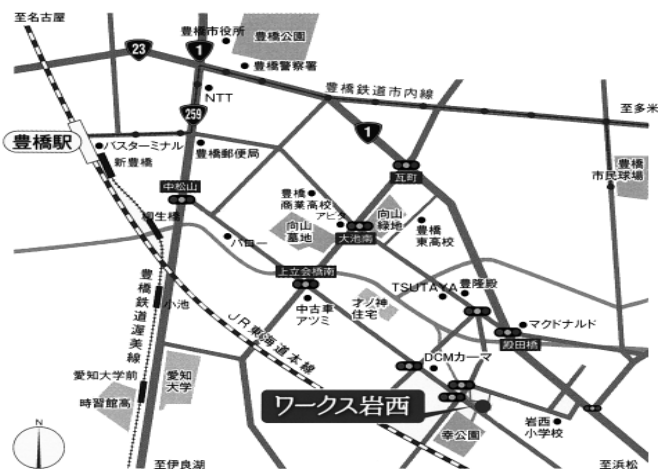 至名古屋
豊橋市役所
豊橋公園
23
1
豊橋警察署
NTT
豊橋鉄道市内線
259
至多米
豊橋駅
バスターミナル
新豊橋
豊橋郵便局
1
瓦町
豊橋
市民球場
中松山
豊橋
商業高校
アピタ
向山
緑地
柳生橋
向山
墓地
大池南
豊橋
東高校
バロー
上立会橋南
TSUTAYA
豊隆殿
豊橋鉄道渥美線
小池
中古車
アツミ
才ノ神
住宅
マクドナルド
JR東海道本線
殿田橋
DCMカーマ
愛知大学前
愛知
大学
時習館高
ワークス岩西
岩西
小学校
幸公園
N
至伊良湖
至浜松